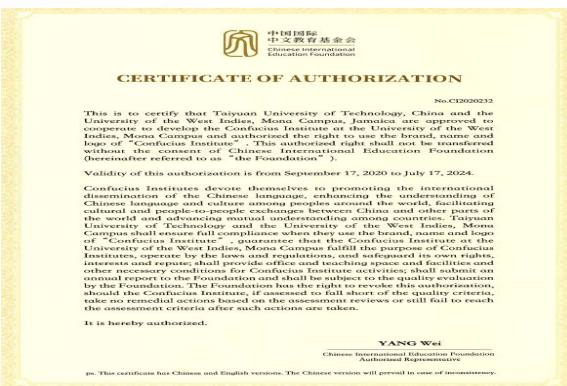 中国国际
中文教育基金会
Chinese International
Education Foundation
CERTIFICATE OF AUTHORIZATION
No.CI2020232
This is to certify that Taiyuan University of Technology, China and the
University of the West Indies, Mona Campus, Jamaica are approved to
cooperate to develop the Confucius Institute at the University of the West
Indies, Mona Campus and authorized the right to use the brand, name and
logo of “Confucius Institute”. This authorized right shall not be transferred
without the consent of Chinese International Education Foundation
(hereinafter referred to as “the Foundation”).
Validity of this authorization is from September 17, 2020 to July 17, 2024.
Confucius Institutes devote themselves to promoting the international
dissemination of the Chinese language, enhancing the understanding of
Chinese language and culture among peoples around the world, facilitating
cultural and people-to-people exchanges between China and other parts of
the world and advancing mutual understanding among countries. Taiyuan
University of Technology and the University of the West Indies, Mona
Campus shall ensure full compliance when they use the brand, name and logo
of “Confucius Institute”, guarantee that the Confucius Institute at the
University of the West Indies, Mona Campus fulfill the purpose of Confucius
Institutes, operate by the laws and regulations, and safeguard its own rights,
interests and repute; shall provide office and teaching space and facilities and
other necessary conditions for Confucius Institute activities; shall submit an
annual report to the Foundation and shall be subject to the quality evaluation
by the Foundation. The Foundation has the right to revoke this authorization,
should the Confucius Institute, if assessed to fall short of the quality criteria,
take no remedial actions based on the assessment reviews or still fail to reach
the assessment criteria after such actions are taken.
It is hereby authorized.
YANG Wei
Chinese International Education Foundation
Authorized Representative
ps. This certificate has Chinese and English versions. The Chinese version will prevail in case of inconsistency.